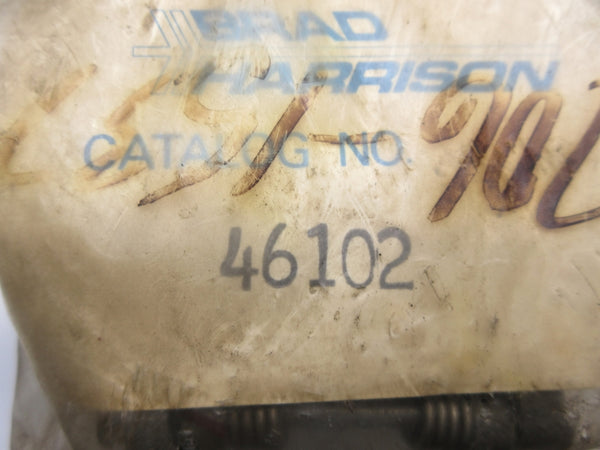 BRAD
HARRISON
CATALOG NO.
46102